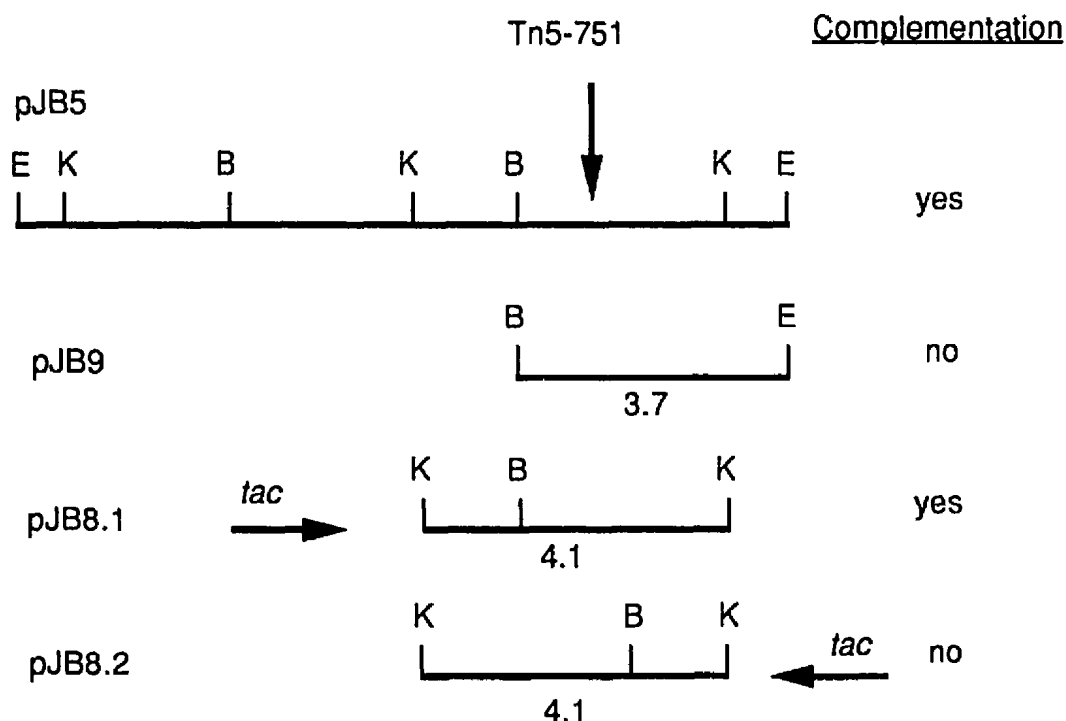 Tn5-751 Complementation
pJB5
E K B K B K E yes
B E
pJB9 no
3.7
K B K
tac
pJB8.1 yes
4.1
K B K
tac
pJB8.2 no
4.1